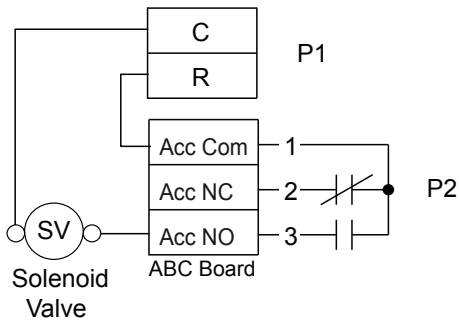 C
P1
R
Acc Com
1
Acc NC
2
P2
Acc NO
3
SV
ABC Board
Solenoid
Valve